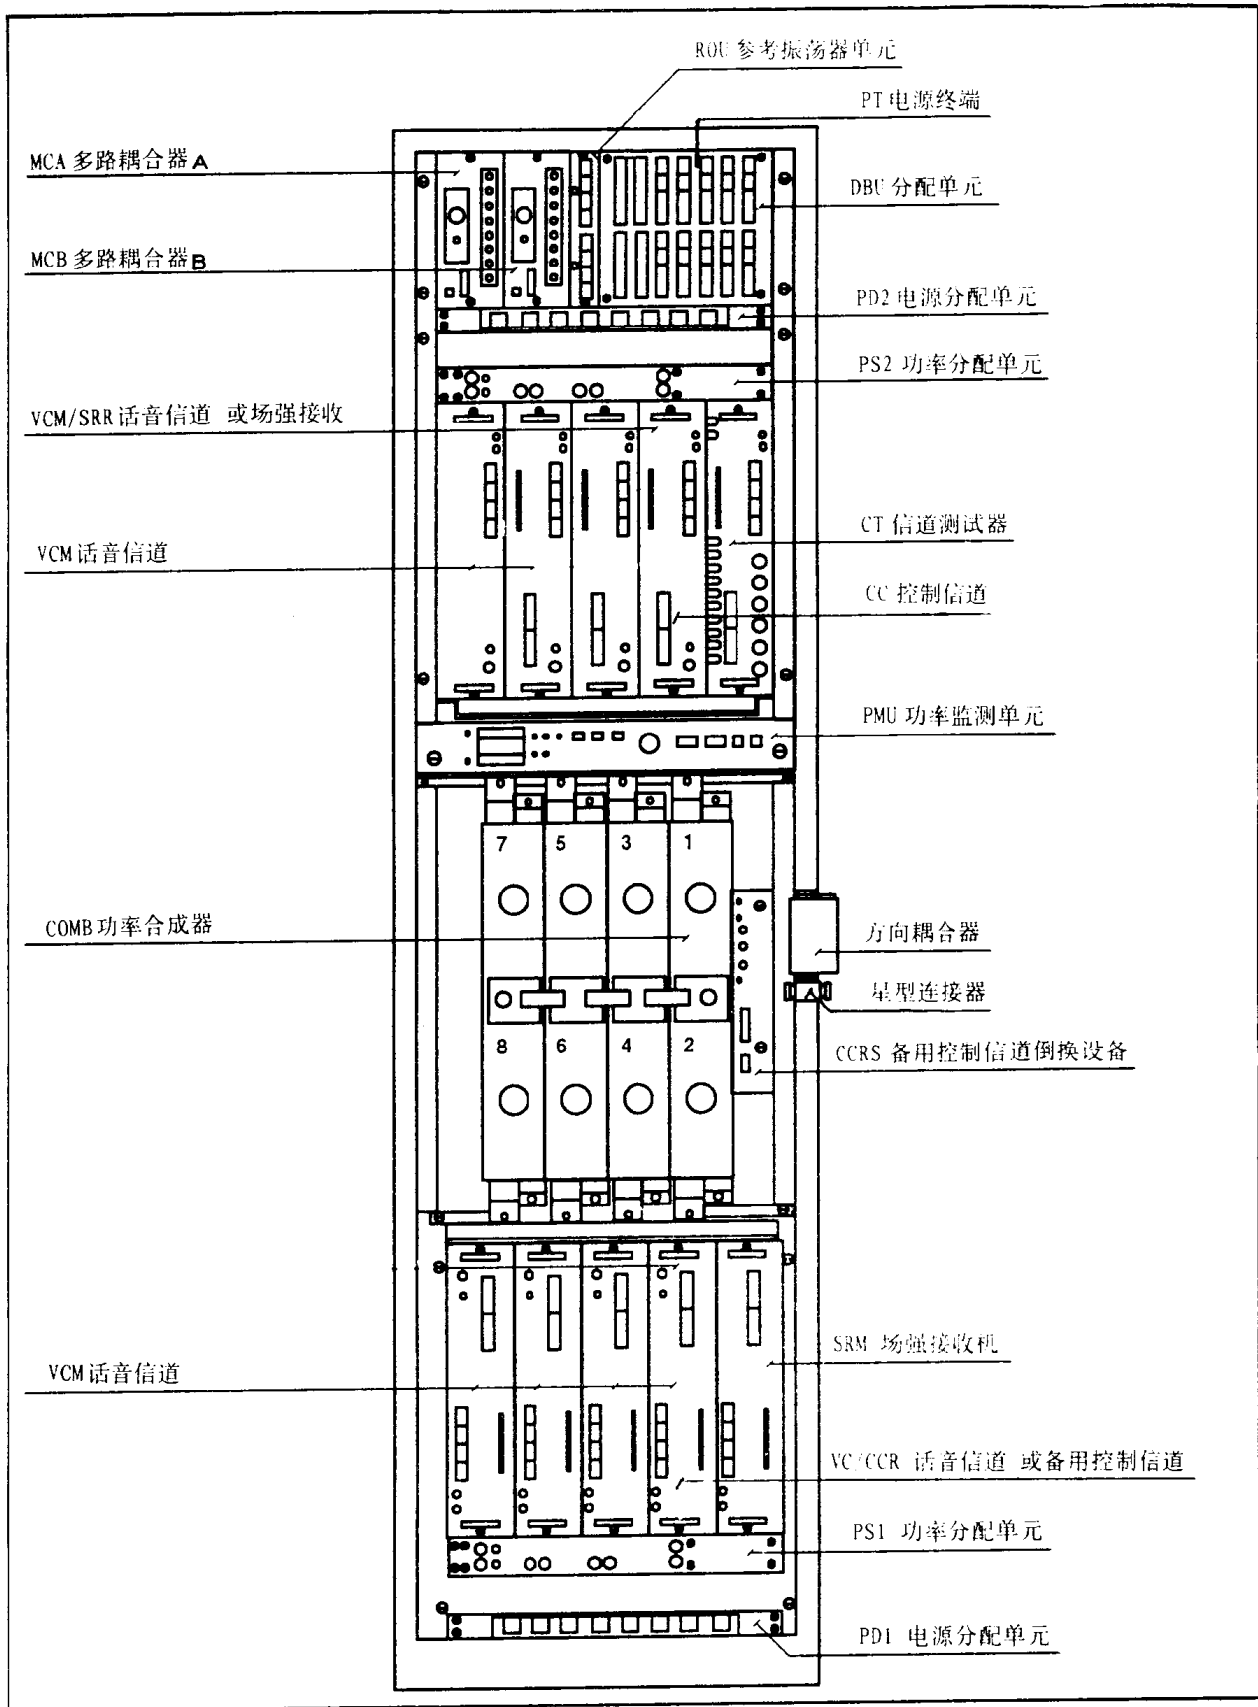 ROU 参考振荡器单元
PT 电源终端
MCA 多路耦合器A
DBU 分配单元
MCB 多路耦合器B
PD2 电源分配单元
PS2 功率分配单元
VCM/SRR 话音信道 或场强接收
CT 信道测试器
VCM 话音信道
CC 控制信道
PMU 功率监测单元
7 5 3 1
COMB 功率合成器
方向耦合器
星型连接器
8 6 4 2
CCRS 备用控制信道倒换设备
SRM 场强接收机
VCM 话音信道
VC/CCR 话音信道 或备用控制信道
PS1 功率分配单元
PD1 电源分配单元